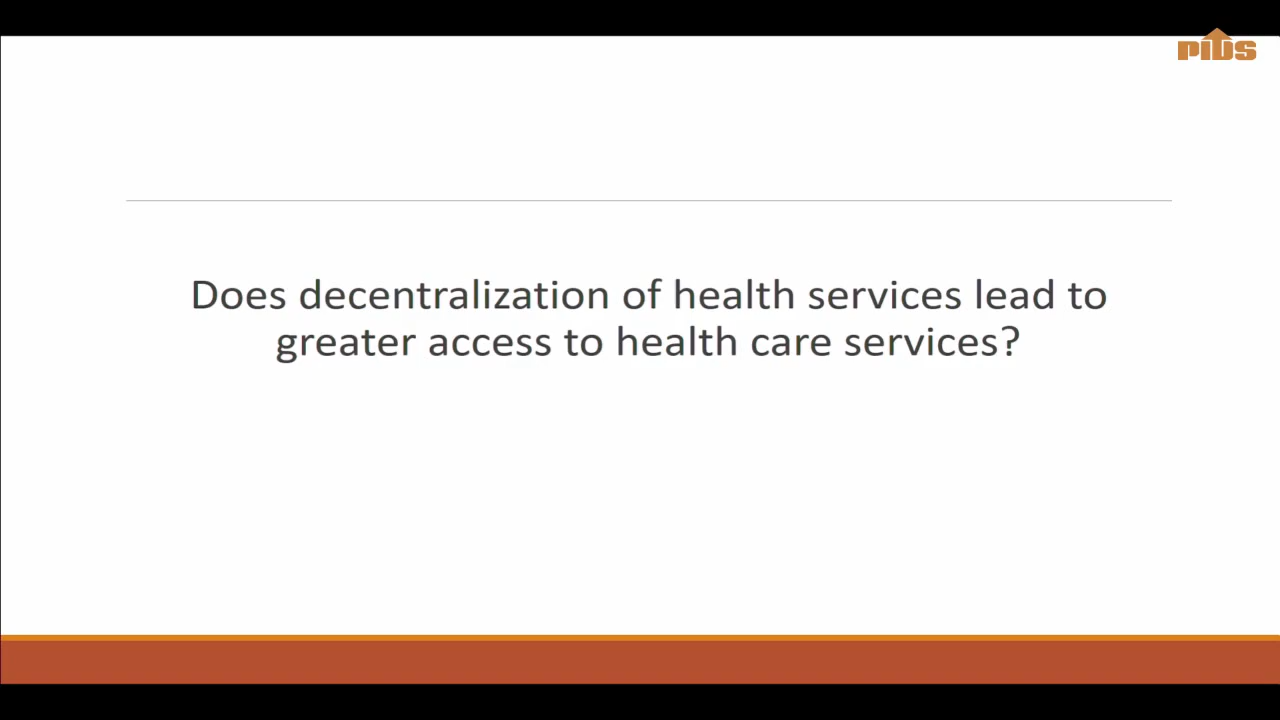 PIDS
Does decentralization of health services lead to
greater access to health care services?